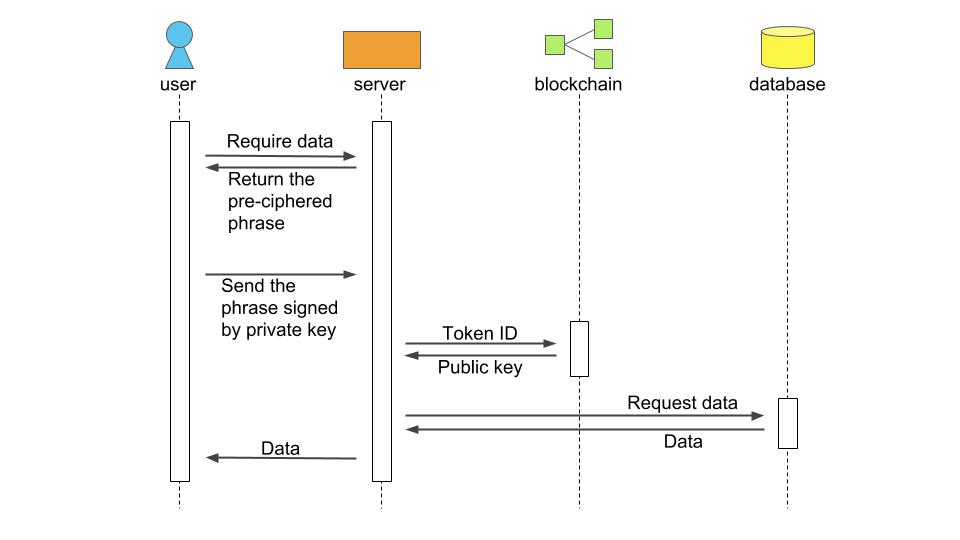 user
server
blockchain
database
Require data
Return the
pre-ciphered
phrase
Send the
phrase signed
by private key
Token ID
Public key
Request data
Data
Data